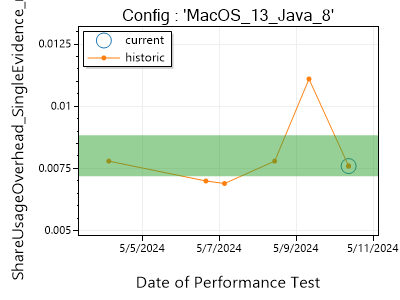 Config : 'MacOS_13_Java_8'
current
historic
0.0125
0.01
0.0075
0.005
ShareUsageOverhead_SingleEvidence_
5/5/2024
5/7/2024
5/9/2024
5/11/2024
Date of Performance Test